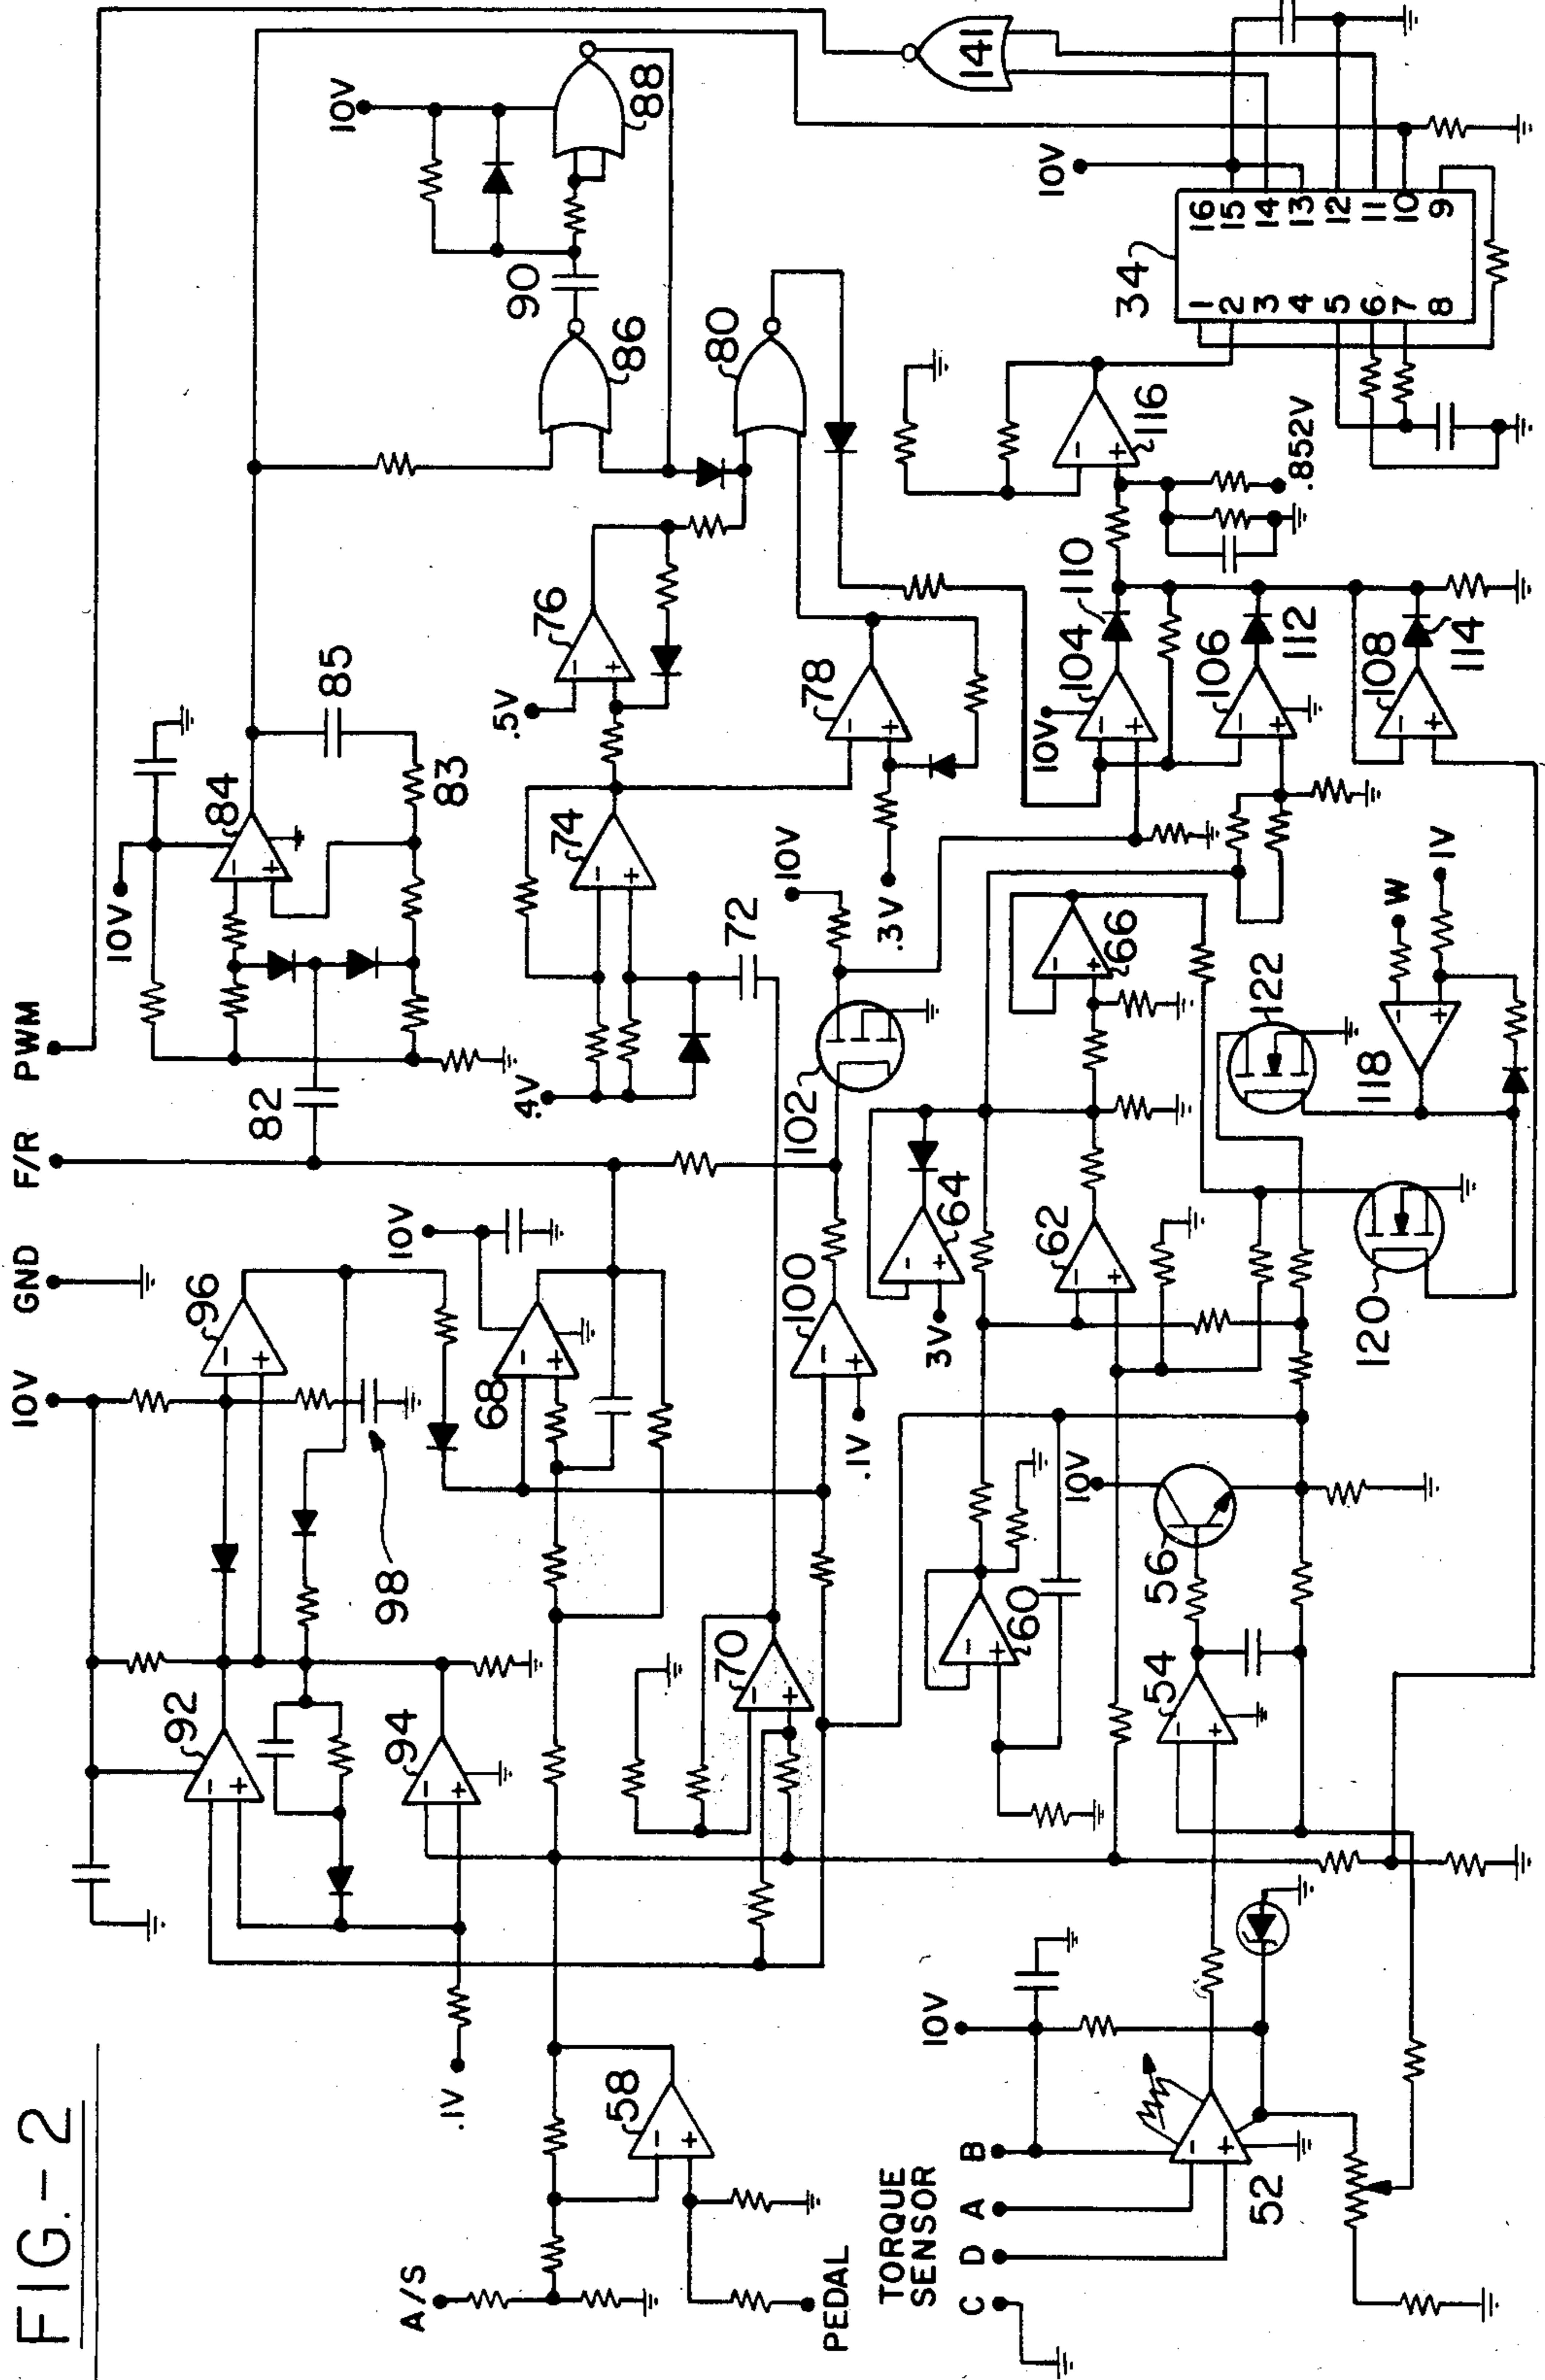 FIG.-2
10V
GND
F/R
PWM
10V
10V
98
96
92
94
.1V
82
84
85
83
10V
90
88
86
80
141
10V
68
100
.1V
70
72
74
76
.5V
78
.3V
.4V
102
10V
A/S
58
PEDAL
TORQUE
SENSOR
C
D
A
B
10V
52
54
56
10V
60
62
64
3V
66
120
122
118
W
1V
10V
104
110
106
112
108
114
116
.852V
34
1
2
3
4
5
6
7
8
16
15
14
13
12
11
10
9
10V
-
+